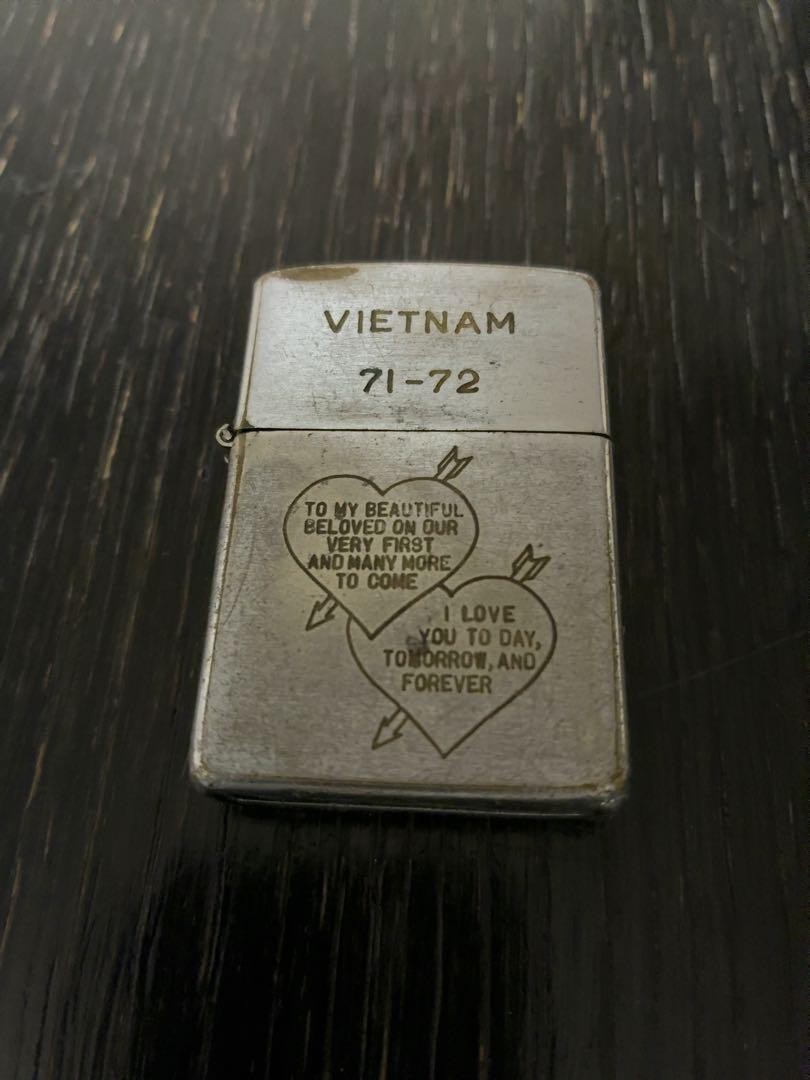 VIETNAM
71-72
TO MY BEAUTIFUL
BELOVED ON OUR
VERY FIRST
AND MANY MORE
TO COME
I LOVE
YOU TO DAY,
TOMORROW, AND
FOREVER